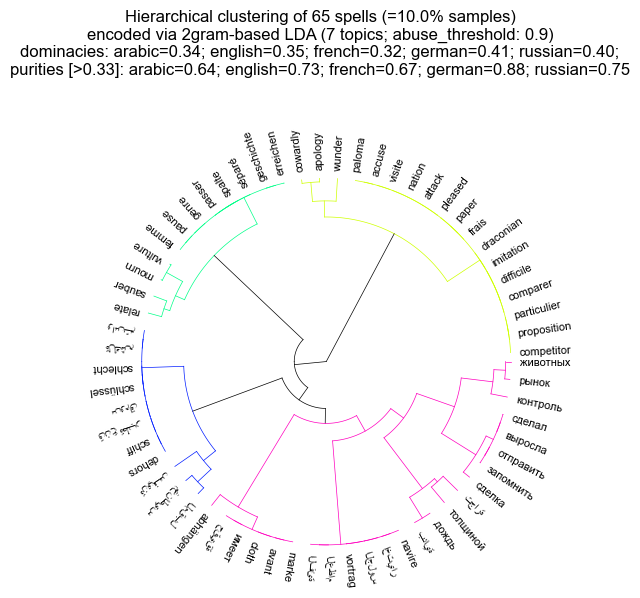 Hierarchical clustering of 65 spells (=10.0% samples)
encoded via 2gram-based LDA (7 topics; abuse_threshold: 0.9)
dominacies: arabic=0.34; english=0.35; french=0.32; german=0.41; russian=0.40;
purities [>0.33]: arabic=0.64; english=0.73; french=0.67; german=0.88; russian=0.75
cowardly
apology
wunder
paloma
accuse
visite
nation
attack
pleased
paper
frais
draconian
imitation
difficile
comparer
particulier
proposition
competitor
животных
рынок
контроль
сделал
выросла
отправить
запомнить
сделка
толщиной
дождь
navire
vortrag
marke
avant
doth
имеет
abhängen
dehors
schiff
schlüssel
schlecht
relate
sauber
mourn
vulture
femme
pause
genre
passer
spalte
séparé
geschichte
erreichen